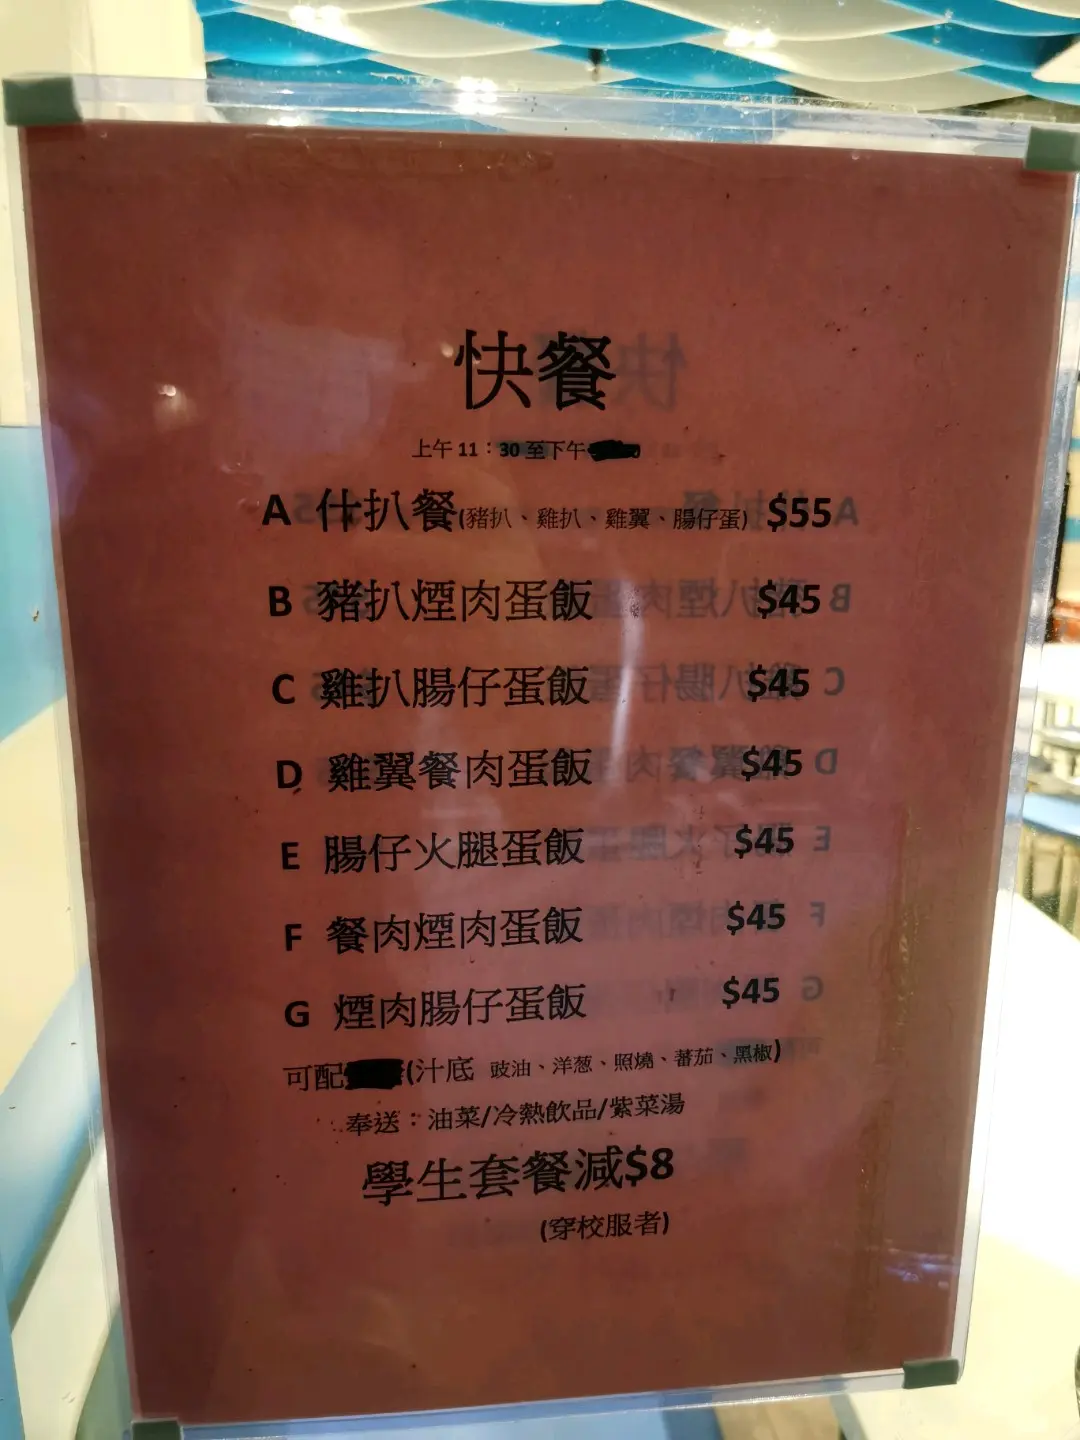 快餐
上午 11：30 至下午
A 什扒餐(豬扒、雞扒、雞翼、腸仔蛋) $55
B 豬扒煙肉蛋飯 $45
C 雞扒腸仔蛋飯 $45
D 雞翼餐肉蛋飯 $45
E 腸仔火腿蛋飯 $45
F 餐肉煙肉蛋飯 $45
G 煙肉腸仔蛋飯 $45
可配(汁底 豉油、洋葱、照燒、蕃茄、黑椒)
奉送：油菜/冷熱飲品/紫菜湯
學生套餐減$8
(穿校服者)